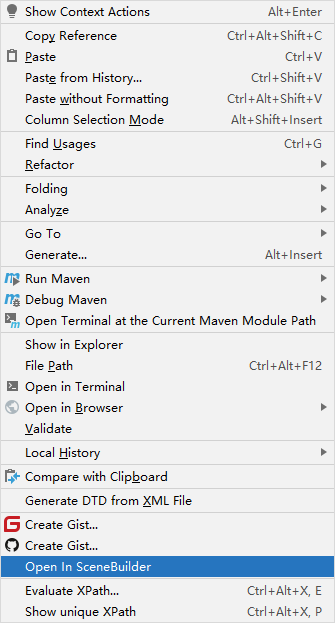 Show Context Actions Alt+Enter
Copy Reference Ctrl+Alt+Shift+C
Paste Ctrl+V
Paste from History... Ctrl+Shift+V
Paste without Formatting Ctrl+Alt+Shift+V
Column Selection Mode Alt+Shift+Insert
Find Usages Ctrl+G
Refactor
Folding
Analyze
Go To
Generate... Alt+Insert
Run Maven
Debug Maven
Open Terminal at the Current Maven Module Path
Show in Explorer
File Path Ctrl+Alt+F12
Open in Terminal
Open in Browser
Validate
Local History
Compare with Clipboard
Generate DTD from XML File
Create Gist...
Create Gist...
Open In SceneBuilder
Evaluate XPath... Ctrl+Alt+X, E
Show unique XPath Ctrl+Alt+X, P